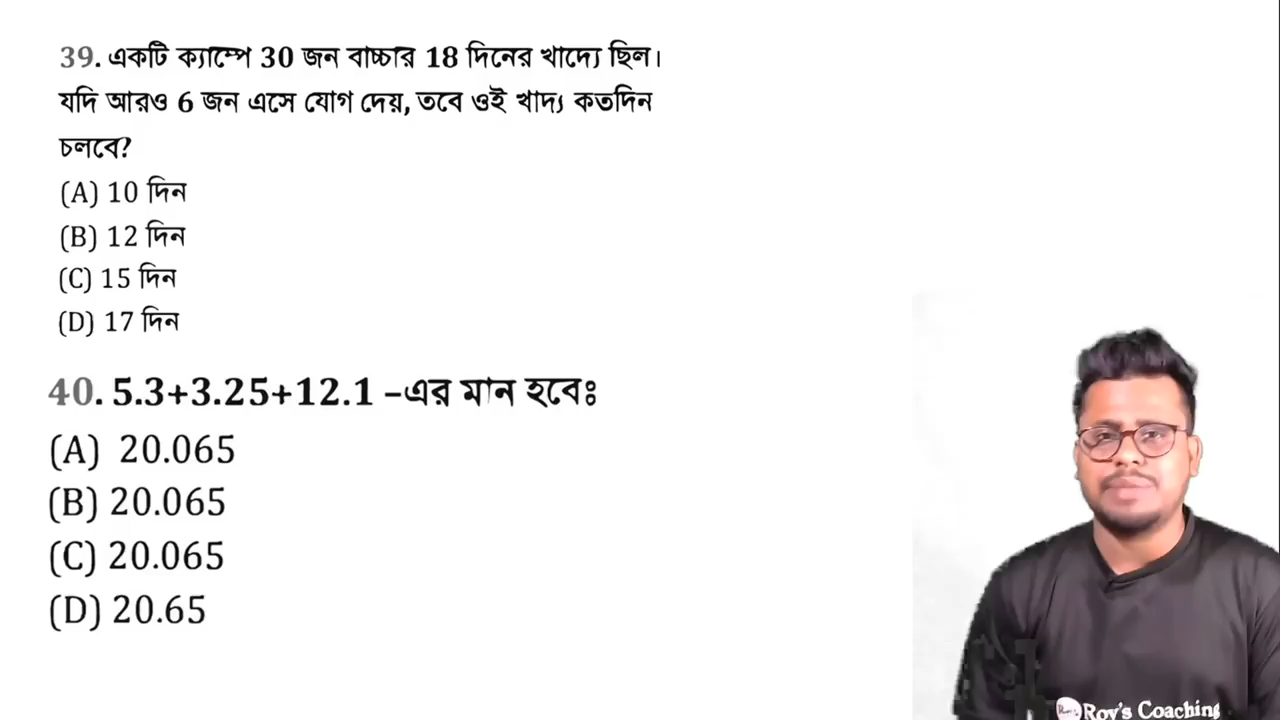 39. একটি ক্যাম্পে 30 জন বাচ্চার 18 দিনের খাদ্যে ছিল।
যদি আরও 6 জন এসে যোগ দেয়, তবে ওই খাদ্য কতদিন
চলবে?
(A) 10 দিন
(B) 12 দিন
(C) 15 দিন
(D) 17 দিন
40. 5.3+3.25+12.1 –এর মান হবেঃ
(A) 20.065
(B) 20.065
(C) 20.065
(D) 20.65
Roy's Coaching